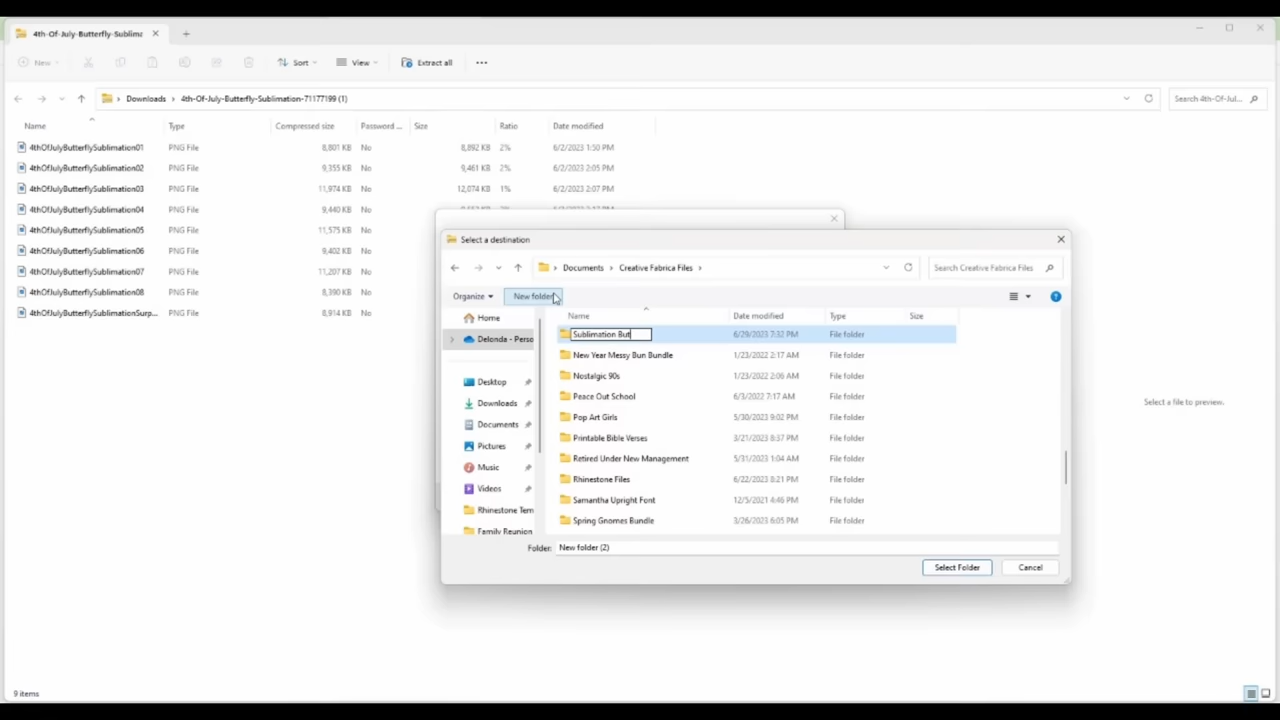 4th-Of-July-Butterfly-Sublima
New
Sort
View
Extract all
Downloads
4th-Of-July-Butterfly-Sublimation-71177199 (1)
Search 4th-Of-Jul...
Name Type Compressed size Password ... Size Ratio Date modified
4thOfJulyButterflySublimation01 PNG File 8,801 KB No 8,892 KB 2% 6/2/2023 1:50 PM
4thOfJulyButterflySublimation02 PNG File 9,355 KB No 9,461 KB 2% 6/2/2023 2:05 PM
4thOfJulyButterflySublimation03 PNG File 11,974 KB No 12,074 KB 1% 6/2/2023 2:07 PM
4thOfJulyButterflySublimation04 PNG File 9,440 KB No
4thOfJulyButterflySublimation05 PNG File 11,575 KB No
4thOfJulyButterflySublimation06 PNG File 9,402 KB No
4thOfJulyButterflySublimation07 PNG File 11,207 KB No
4thOfJulyButterflySublimation08 PNG File 8,390 KB No
4thOfJulyButterflySublimationSurp... PNG File 8,914 KB No
Select a destination
Documents
Creative Fabrica Files
Search Creative Fabrica Files
Organize
New folder
Home
Delonda - Perso
Desktop
Downloads
Documents
Pictures
Music
Videos
Rhinestone Tem
Family Reunion
Name Date modified Type Size
Sublimation But 6/29/2023 7:32 PM File folder
New Year Messy Bun Bundle 1/23/2022 2:17 AM File folder
Nostalgic 90s 1/23/2022 2:06 AM File folder
Peace Out School 6/3/2022 7:17 AM File folder
Pop Art Girls 5/30/2023 9:02 PM File folder
Printable Bible Verses 3/21/2023 8:37 PM File folder
Retired Under New Management 5/31/2023 1:04 AM File folder
Rhinestone Files 6/22/2023 8:21 PM File folder
Samantha Upright Font 12/5/2021 4:46 PM File folder
Spring Gnomes Bundle 3/26/2023 6:05 PM File folder
Folder: New folder (2)
Select Folder
Cancel
Select a file to preview.
9 items